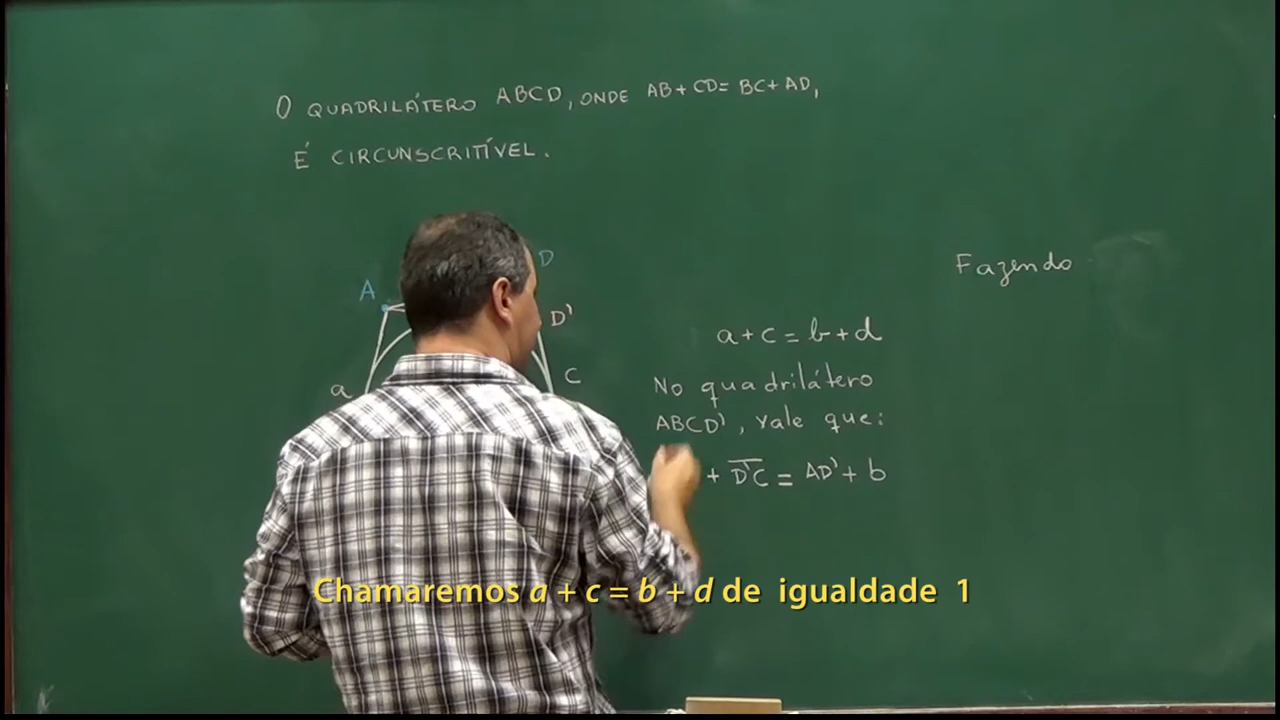 O QUADRILÁTERO ABCD, ONDE AB+CD=BC+AD,
É CIRCUNSCRITÍVEL.
Fazendo
D
A
D'
a
C
a+c=b+d
No quadrilátero
ABCD', vale que:
+ D'C = AD' + b
Chamaremos a + c = b + d de igualdade 1